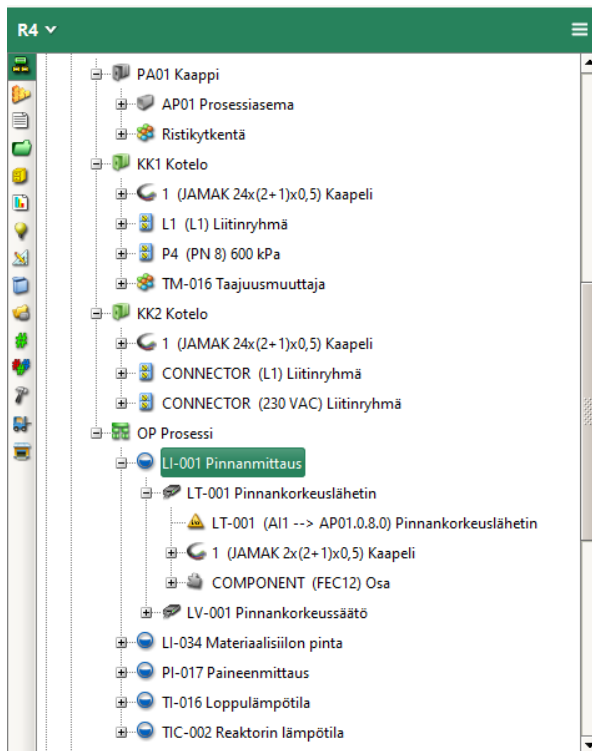 R4
PA01 Kaappi
AP01 Prosessiasema
Ristikytkentä
KK1 Kotelo
1 (JAMAK 24x(2+1)x0,5) Kaapeli
L1 (L1) Liitinryhmä
P4 (PN 8) 600 kPa
TM-016 Taajuusmuuttaja
KK2 Kotelo
1 (JAMAK 24x(2+1)x0,5) Kaapeli
CONNECTOR (L1) Liitinryhmä
CONNECTOR (230 VAC) Liitinryhmä
OP Prosessi
LI-001 Pinnanmittaus
LT-001 Pinnankorkeuslähetin
LT-001 (AI1 --> AP01.0.8.0) Pinnankorkeuslähetin
1 (JAMAK 2x(2+1)x0,5) Kaapeli
COMPONENT (FEC12) Osa
LV-001 Pinnankorkeussäätö
LI-034 Materiaalisiilon pinta
PI-017 Paineenmittaus
TI-016 Loppulämpötila
TIC-002 Reaktorin lämpötila